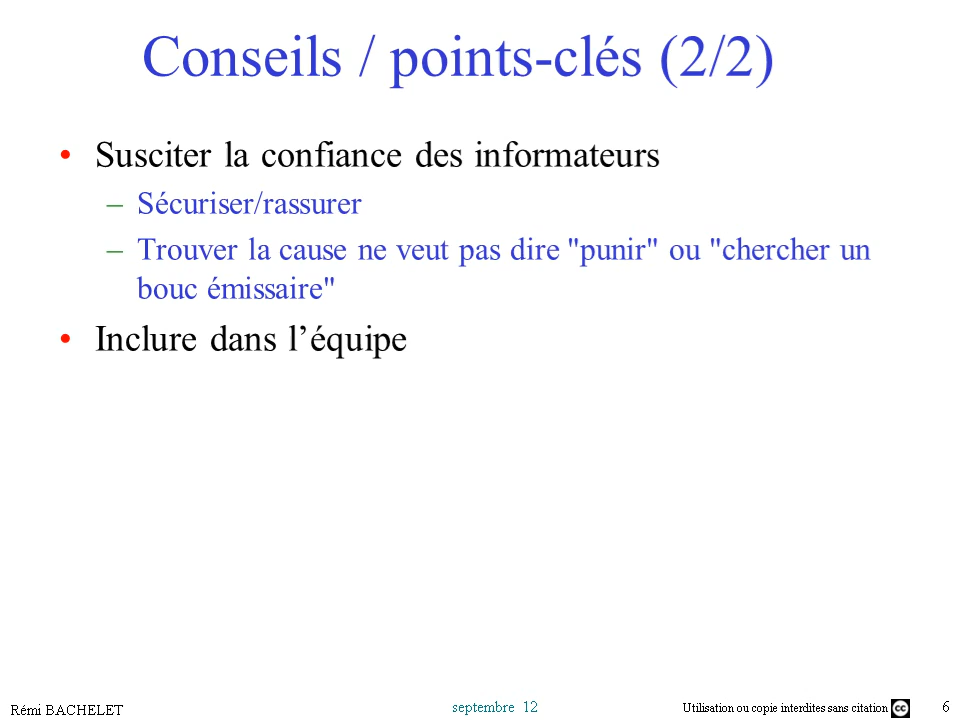 Conseils / points-clés (2/2)
• Susciter la confiance des informateurs
– Sécuriser/rassurer
– Trouver la cause ne veut pas dire "punir" ou "chercher un
bouc émissaire"
• Inclure dans l’équipe
Rémi BACHELET
septembre 12
Utilisation ou copie interdites sans citation
cc
6